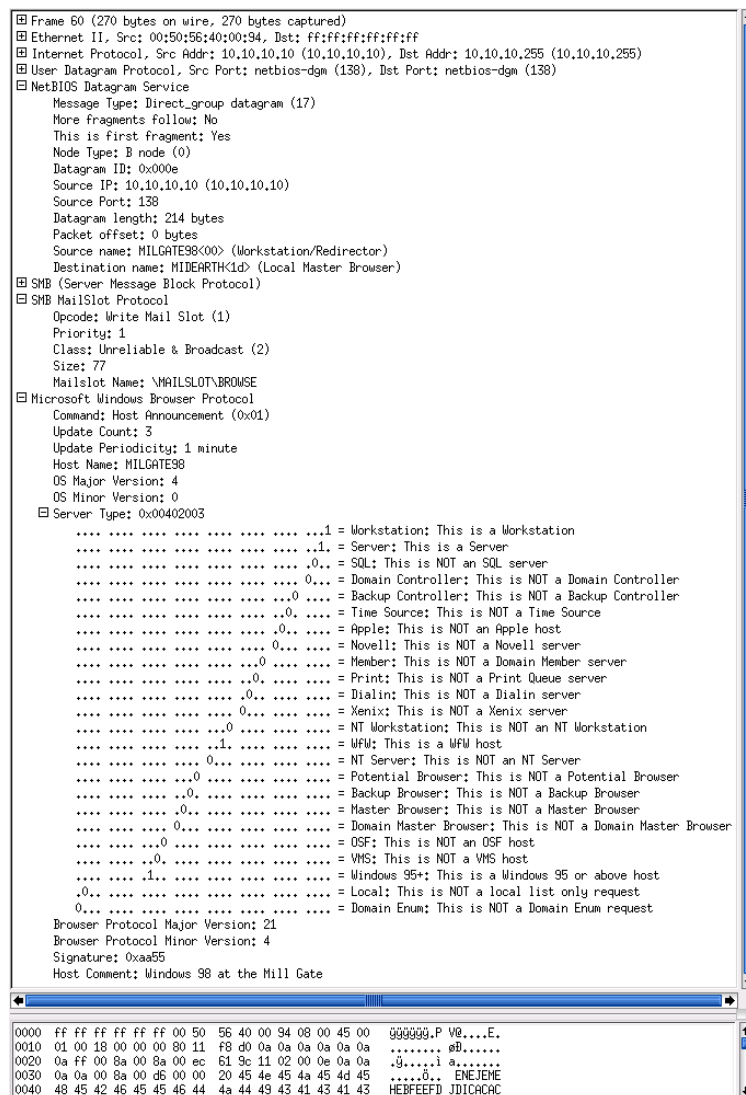 Frame 60 (270 bytes on wire, 270 bytes captured)
Ethernet II, Src: 00:50:56:40:00:94, Dst: ff:ff:ff:ff:ff:ff
Internet Protocol, Src Addr: 10.10.10.10 (10.10.10.10), Dst Addr: 10.10.10.255 (10.10.10.255)
User Datagram Protocol, Src Port: netbios-dgm (138), Dst Port: netbios-dgm (138)
NetBIOS Datagram Service
Message Type: Direct_group datagram (17)
More fragments follow: No
This is first fragment: Yes
Node Type: B node (0)
Datagram ID: 0x000e
Source IP: 10.10.10.10 (10.10.10.10)
Source Port: 138
Datagram length: 214 bytes
Packet offset: 0 bytes
Source name: MILGATE98<00> (Workstation/Redirector)
Destination name: MIDEARTH<1d> (Local Master Browser)
SMB (Server Message Block Protocol)
SMB MailSlot Protocol
Opcode: Write Mail Slot (1)
Priority: 1
Class: Unreliable & Broadcast (2)
Size: 77
Mailslot Name: \MAILSLOT\BROWSE
Microsoft Windows Browser Protocol
Command: Host Announcement (0x01)
Update Count: 3
Update Periodicity: 1 minute
Host Name: MILGATE98
OS Major Version: 4
OS Minor Version: 0
Server Type: 0x00402003
.... .... .... .... .... .... .... ...1 = Workstation: This is a Workstation
.... .... .... .... .... .... .... ..1. = Server: This is a Server
.... .... .... .... .... .... .... .0.. = SQL: This is NOT an SQL server
.... .... .... .... .... .... .... 0... = Domain Controller: This is NOT a Domain Controller
.... .... .... .... .... .... ...0 .... = Backup Controller: This is NOT a Backup Controller
.... .... .... .... .... .... ..0. .... = Time Source: This is NOT a Time Source
.... .... .... .... .... .... .0.. .... = Apple: This is NOT an Apple host
.... .... .... .... .... .... 0... .... = Novell: This is NOT a Novell server
.... .... .... .... .... ...0 .... .... = Member: This is NOT a Domain Member server
.... .... .... .... .... ..0. .... .... = Print: This is NOT a Print Queue server
.... .... .... .... .... .0.. .... .... = Dialin: This is NOT a Dialin server
.... .... .... .... .... 0... .... .... = Xenix: This is NOT a Xenix server
.... .... .... .... ...0 .... .... .... = NT Workstation: This is NOT an NT Workstation
.... .... .... .... ..1. .... .... .... = WfW: This is a WfW host
.... .... .... .... 0... .... .... .... = NT Server: This is NOT an NT Server
.... .... .... ...0 .... .... .... .... = Potential Browser: This is NOT a Potential Browser
.... .... .... ..0. .... .... .... .... = Backup Browser: This is NOT a Backup Browser
.... .... .... .0.. .... .... .... .... = Master Browser: This is NOT a Master Browser
.... .... .... 0... .... .... .... .... = Domain Master Browser: This is NOT a Domain Master Browser
.... .... ...0 .... .... .... .... .... = OSF: This is NOT an OSF host
.... .... ..0. .... .... .... .... .... = VMS: This is NOT a VMS host
.... .... .1.. .... .... .... .... .... = Windows 95+: This is a Windows 95 or above host
.0.. .... .... .... .... .... .... .... = Local: This is NOT a local list only request
0... .... .... .... .... .... .... .... = Domain Enum: This is NOT a Domain Enum request
Browser Protocol Major Version: 21
Browser Protocol Minor Version: 4
Signature: 0xaa55
Host Comment: Windows 98 at the Mill Gate
0000 ff ff ff ff ff ff 00 50 56 40 00 94 08 00 45 00 ÿÿÿÿÿÿ.P V@....E.
0010 01 00 18 00 00 00 80 11 f8 d0 0a 0a 0a 0a 0a 0a ........ øÐ......
0020 0a ff 00 8a 00 8a 00 ec 61 9c 11 02 00 0e 0a 0a .ÿ.....ì a.......
0030 0a 0a 00 8a 00 d6 00 00 20 45 4e 45 4a 45 4d 45 .....Ö..  ENEJEME
0040 48 45 42 46 45 45 46 44 4a 44 49 43 41 43 41 43 HEBFEEFD JDICACAC